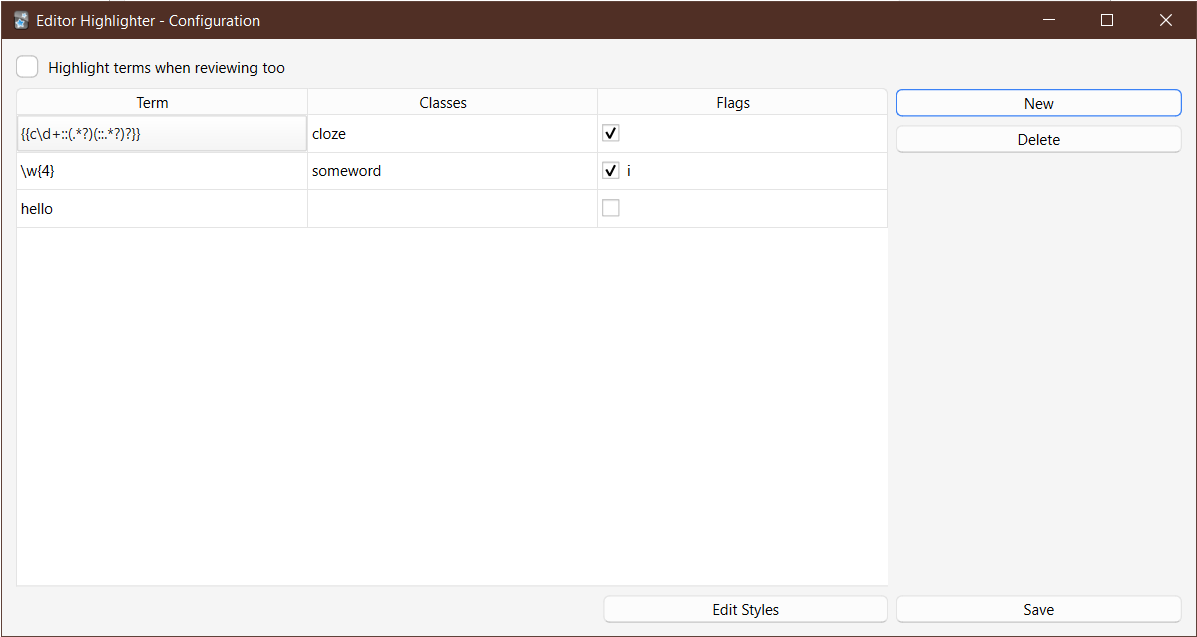 Editor Highlighter - Configuration
Highlight terms when reviewing too
Term Classes Flags New
{{c\d+::(.*?)(::.*?)?}} cloze Delete
\w{4} someword i
hello
Edit Styles Save